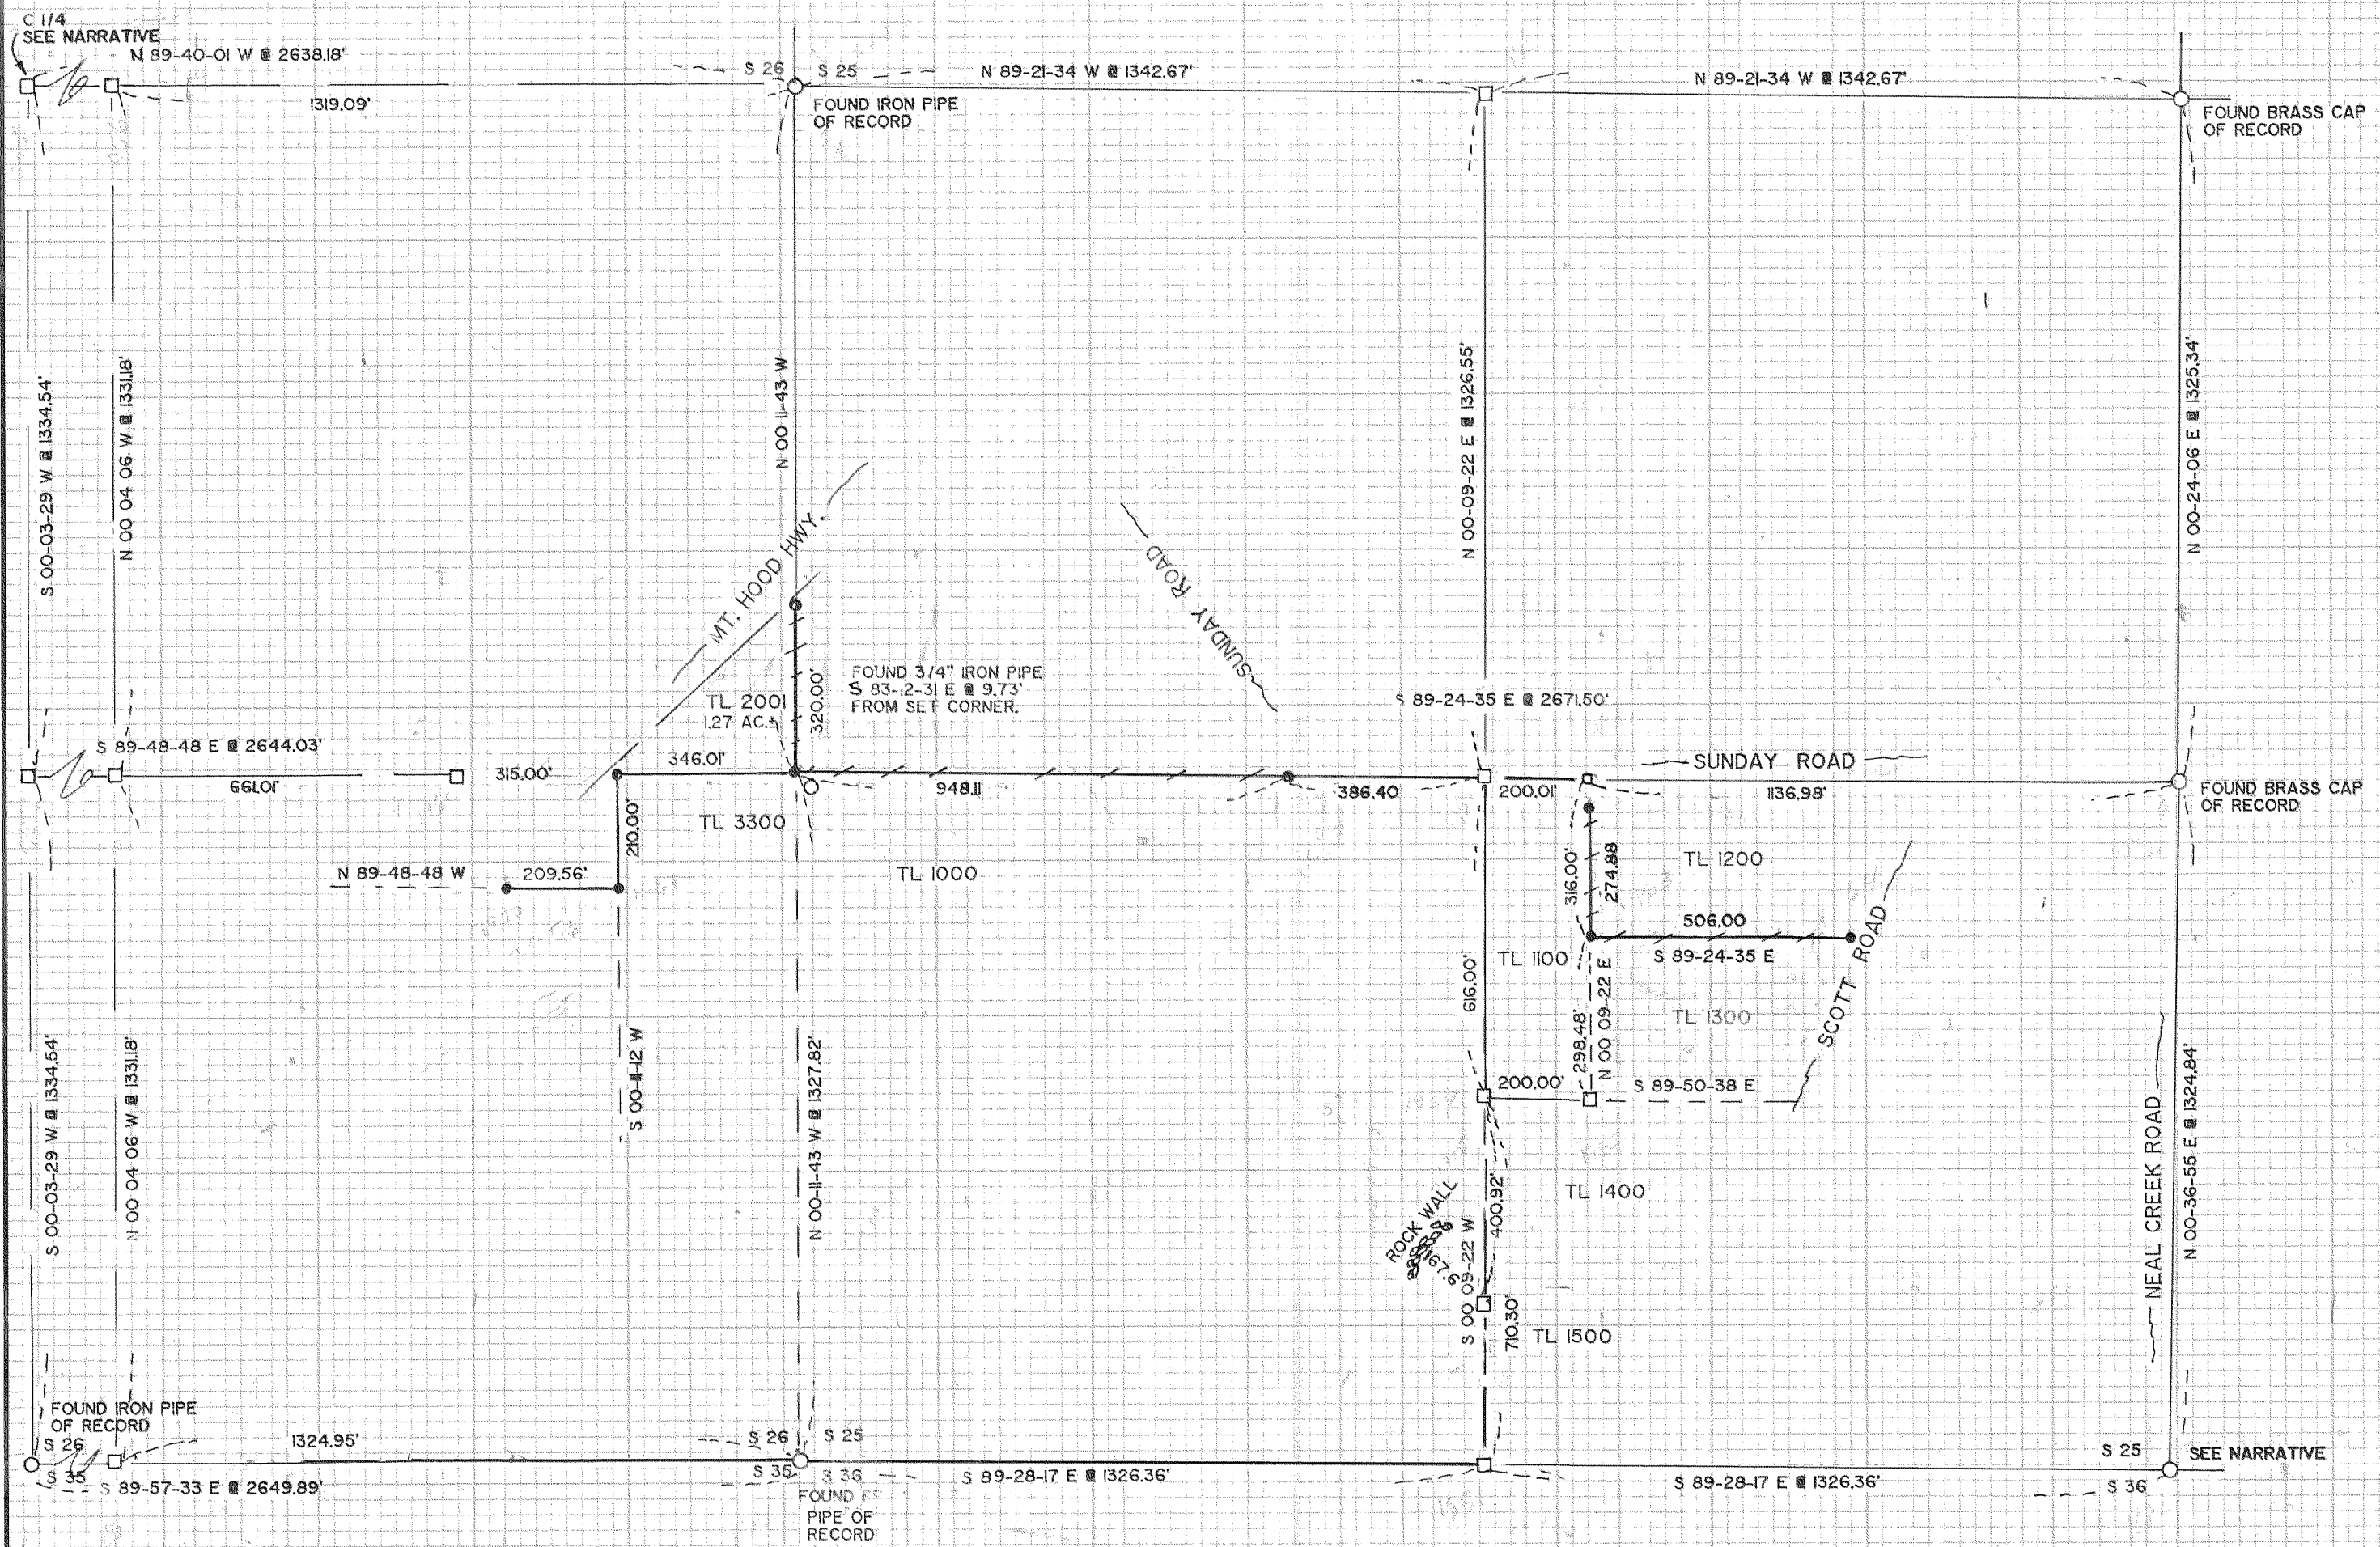 C 1/4
SEE NARRATIVE
N 89-40-01 W @ 2638.18'
1319.09'
S 26
S 25
FOUND IRON PIPE
OF RECORD
N 89-21-34 W @ 1342.67'
N 89-21-34 W @ 1342.67'
FOUND BRASS CAP
OF RECORD
S 00-03-29 W @ 1334.54'
N 00 04 06 W @ 1331.18'
N 00-11-43 W
N 00-09-22 E @ 1326.55'
N 00-24-06 E @ 1325.34'
MT. HOOD HWY.
SUNDAY ROAD
TL 2001
1.27 AC.±
320.00'
FOUND 3/4" IRON PIPE
S 83-12-31 E @ 9.73'
FROM SET CORNER.
S 89-24-35 E @ 2671.50'
S 89-48-48 E @ 2644.03'
661.01'
315.00'
346.01'
948.11
386.40
200.01'
SUNDAY ROAD
1136.98'
FOUND BRASS CAP
OF RECORD
210.00'
TL 3300
N 89-48-48 W
209.56'
TL 1000
316.00'
274.88
TL 1200
506.00
S 89-24-35 E
TL 1100
616.00'
298.48'
N 00 09-22 E
TL 1300
SCOTT ROAD
200.00'
S 89-50-38 E
S 00-03-29 W @ 1334.54'
N 00 04 06 W @ 1331.18'
S 00-11-12 W
N 00-11-43 W @ 1327.82'
ROCK WALL
167.6
S 00 09-22 W
400.92'
TL 1400
710.30'
TL 1500
NEAL CREEK ROAD
N 00-36-55 E @ 1324.84'
FOUND IRON PIPE
OF RECORD
S 26
S 35
1324.95'
S 89-57-33 E @ 2649.89'
S 26
S 25
S 35
S 36
FOUND
PIPE OF
RECORD
S 89-28-17 E @ 1326.36'
S 89-28-17 E @ 1326.36'
S 25
S 36
SEE NARRATIVE